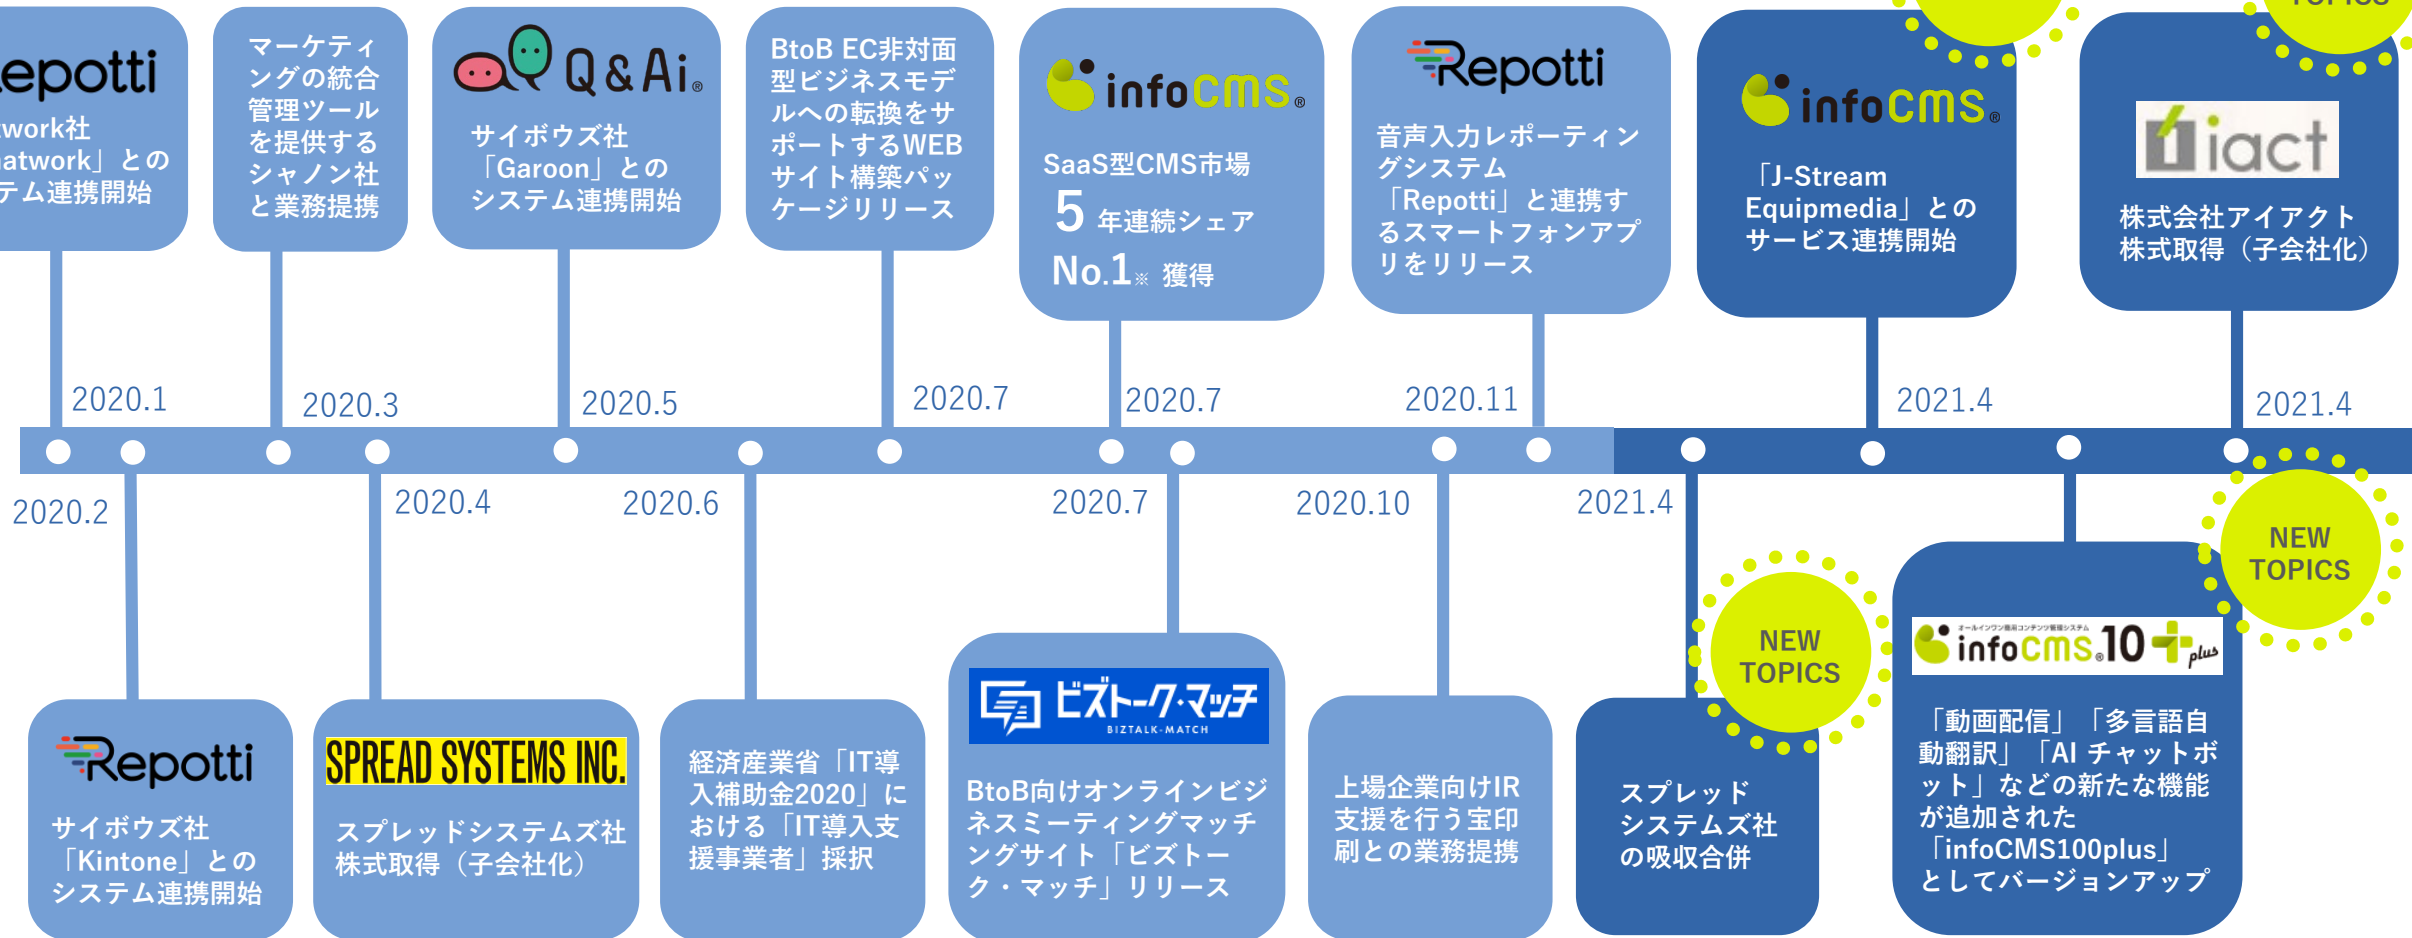 TOPICS
epotti
work社
atwork」との
テム連携開始
2020.1
マーケティ
ングの統合
管理ツール
を提供する
シャノン社
と業務提携
2020.3
Q&Ai®
サイボウズ社
「Garoon」との
システム連携開始
2020.5
BtoB EC非対面
型ビジネスモデ
ルへの転換をサ
ポートするWEB
サイト構築パッ
ケージリリース
2020.7
infoCMS®
SaaS型CMS市場
5 年連続シェア
No.1※ 獲得
2020.7
Repotti
音声入力レポーティン
グシステム
「Repotti」と連携す
るスマートフォンアプ
リをリリース
2020.11
infoCMS®
「J-Stream
Equipmedia」との
サービス連携開始
2021.4
iact
株式会社アイアクト
株式取得（子会社化）
2021.4
2020.2
Repotti
サイボウズ社
「Kintone」との
システム連携開始
2020.4
SPREAD SYSTEMS INC.
スプレッドシステムズ社
株式取得（子会社化）
2020.6
経済産業省「IT導
入補助金2020」に
おける「IT導入支
援事業者」採択
2020.7
ビズトーク・マッチ
BIZTALK-MATCH
BtoB向けオンラインビジ
ネスミーティングマッチ
ングサイト「ビズトー
ク・マッチ」リリース
2020.10
上場企業向けIR
支援を行う宝印
刷との業務提携
2021.4
NEW
TOPICS
スプレッド
システムズ社
の吸収合併
NEW
TOPICS
オールインワン商用コンテンツ管理システム
infoCMS®10 plus
「動画配信」「多言語自
動翻訳」「AI チャットボ
ット」などの新たな機能
が追加された
「infoCMS100plus」
としてバージョンアップ